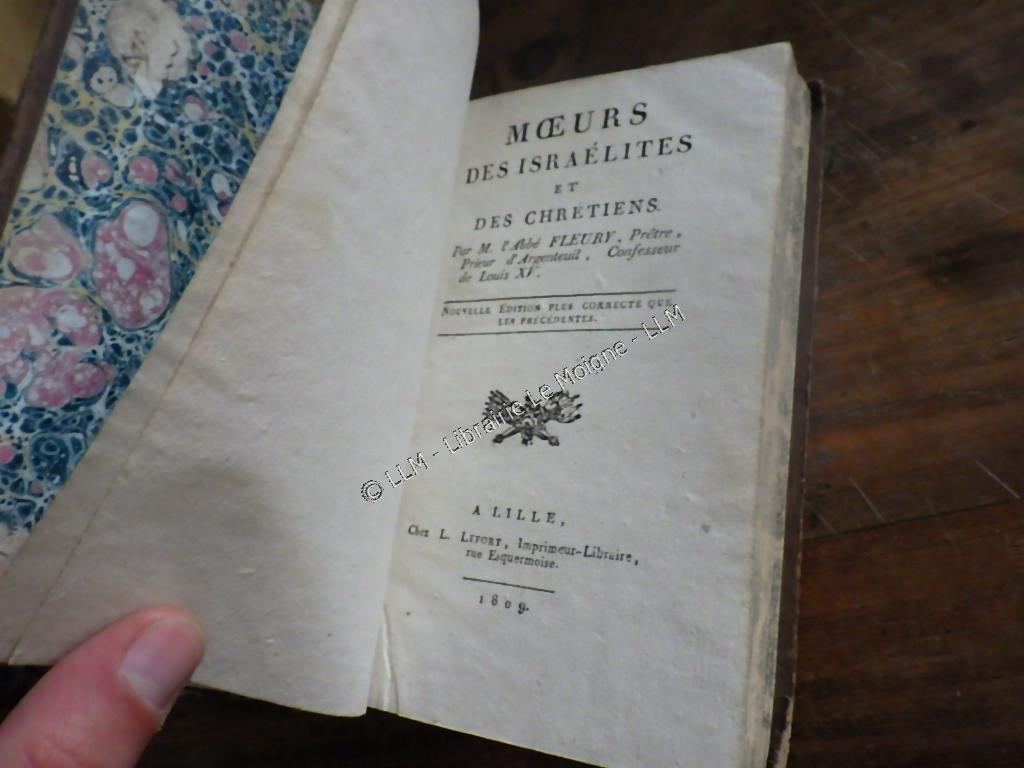 MŒURS
DES ISRAÉLITES
ET
DES CHRÉTIENS.
Par M. l'Abbé FLEURY, Prêtre,
Prieur d'Argenteuil, Confesseur
de Louis XV.
NOUVELLE ÉDITION PLUS CORRECTE QUE
LES PRÉCÉDENTES.
© LLM - Librairie Le Moigne - LLM
A LILLE,
Chez L. LEFORT, Imprimeur-Libraire,
rue Esquermoise.
1809.